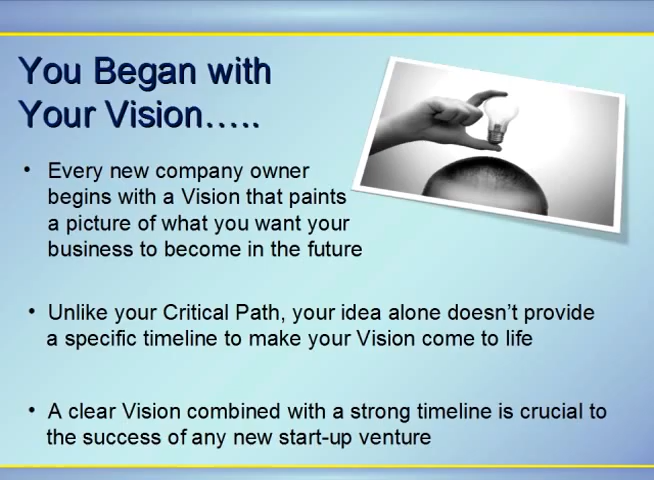 You Began with
Your Vision…..
• Every new company owner
begins with a Vision that paints
a picture of what you want your
business to become in the future
• Unlike your Critical Path, your idea alone doesn’t provide
a specific timeline to make your Vision come to life
• A clear Vision combined with a strong timeline is crucial to
the success of any new start-up venture